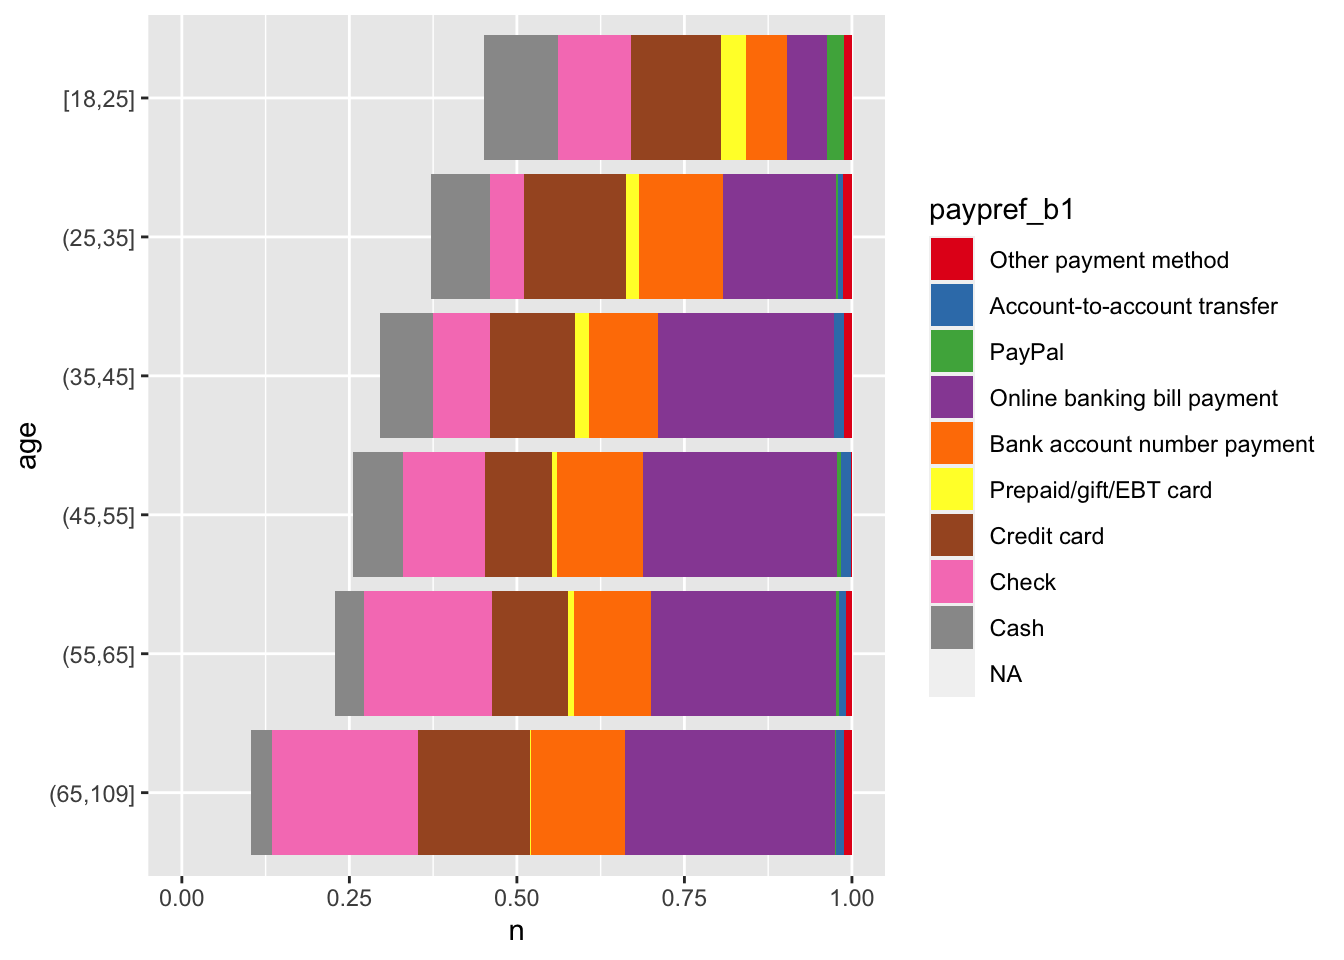 [18,25]
(25,35]
(35,45]
(45,55]
(55,65]
(65,109]
age
0.00
0.25
0.50
0.75
1.00
n
paypref_b1
Other payment method
Account-to-account transfer
PayPal
Online banking bill payment
Bank account number payment
Prepaid/gift/EBT card
Credit card
Check
Cash
NA